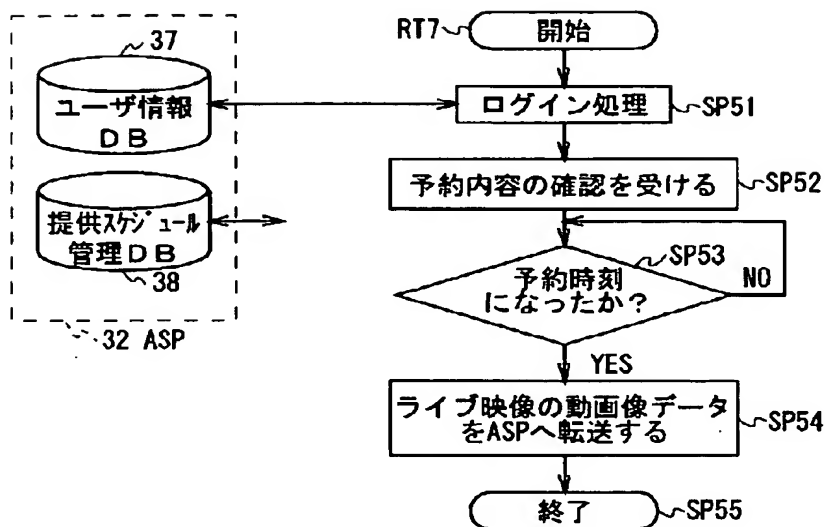 37
ユーザ情報
DB
提供スケジュール
管理DB
38
32 ASP
RT7
開始
ログイン処理
SP51
予約内容の確認を受ける
SP52
SP53
予約時刻
になったか?
NO
YES
ライブ映像の動画像データ
をASPへ転送する
SP54
終了
SP55